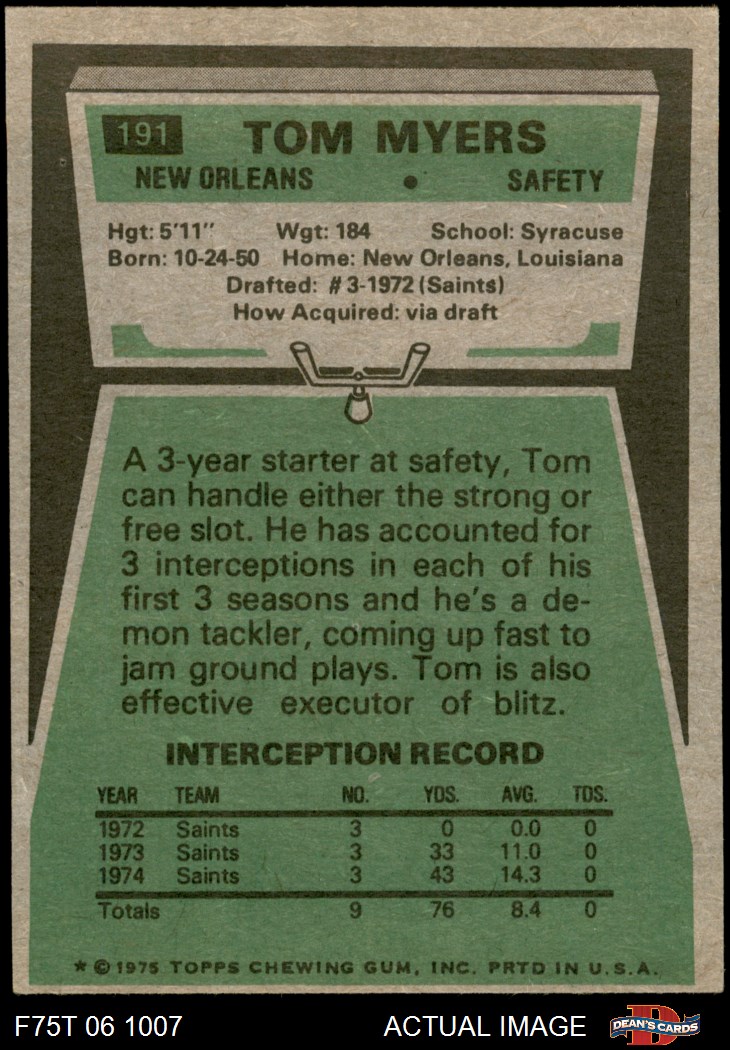 191 TOM MYERS
NEW ORLEANS • SAFETY
Hgt: 5'11" Wgt: 184 School: Syracuse
Born: 10-24-50 Home: New Orleans, Louisiana
Drafted: #3-1972 (Saints)
How Acquired: via draft
A 3-year starter at safety, Tom
can handle either the strong or
free slot. He has accounted for
3 interceptions in each of his
first 3 seasons and he's a de-
mon tackler, coming up fast to
jam ground plays. Tom is also
effective executor of blitz.
INTERCEPTION RECORD
YEAR TEAM NO. YDS. AVG. TDS.
1972 Saints 3 0 0.0 0
1973 Saints 3 33 11.0 0
1974 Saints 3 43 14.3 0
Totals 9 76 8.4 0
* © 1975 TOPPS CHEWING GUM, INC. PRTD IN U.S.A.
F75T 06 1007 ACTUAL IMAGE D DEAN'S CARDS